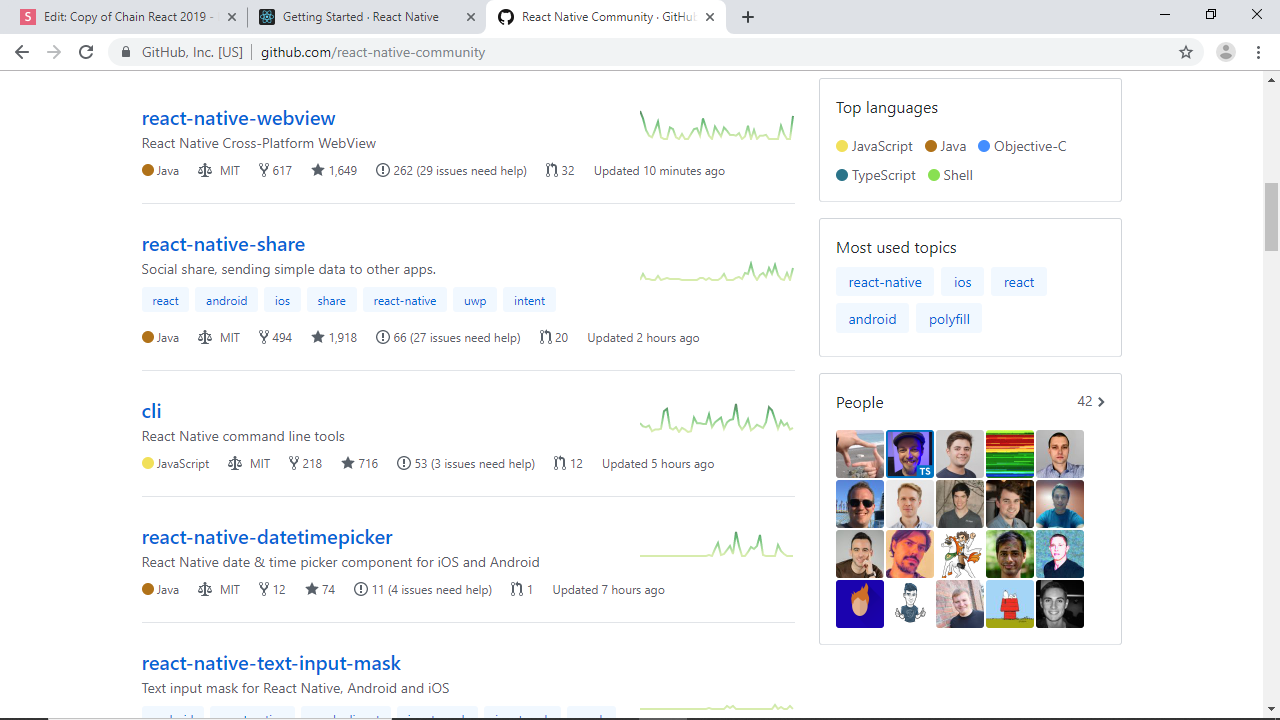 S Edit: Copy of Chain React 2019 -
Getting Started · React Native
React Native Community · GitHub
GitHub, Inc. [US] | github.com/react-native-community
react-native-webview
React Native Cross-Platform WebView
Java MIT 617 1,649 262 (29 issues need help) 32 Updated 10 minutes ago
react-native-share
Social share, sending simple data to other apps.
react android ios share react-native uwp intent
Java MIT 494 1,918 66 (27 issues need help) 20 Updated 2 hours ago
cli
React Native command line tools
JavaScript MIT 218 716 53 (3 issues need help) 12 Updated 5 hours ago
react-native-datetimepicker
React Native date & time picker component for iOS and Android
Java MIT 12 74 11 (4 issues need help) 1 Updated 7 hours ago
react-native-text-input-mask
Text input mask for React Native, Android and iOS
Top languages
JavaScript Java Objective-C
TypeScript Shell
Most used topics
react-native ios react
android polyfill
People 42
TS